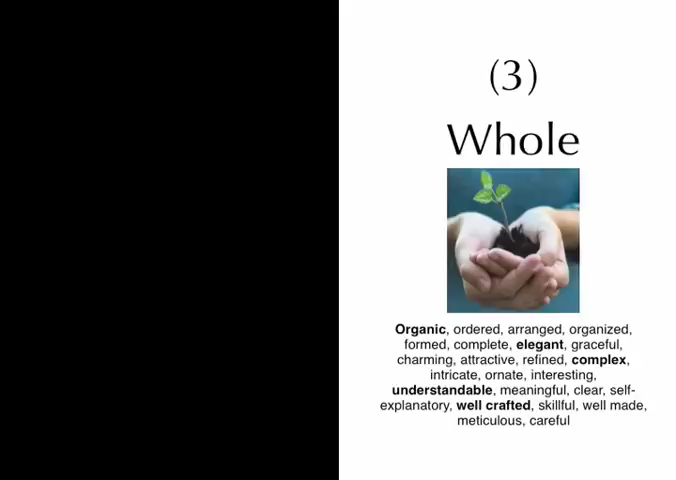 (3)
Whole
Organic, ordered, arranged, organized,
formed, complete, elegant, graceful,
charming, attractive, refined, complex,
intricate, ornate, interesting,
understandable, meaningful, clear, self-
explanatory, well crafted, skillful, well made,
meticulous, careful